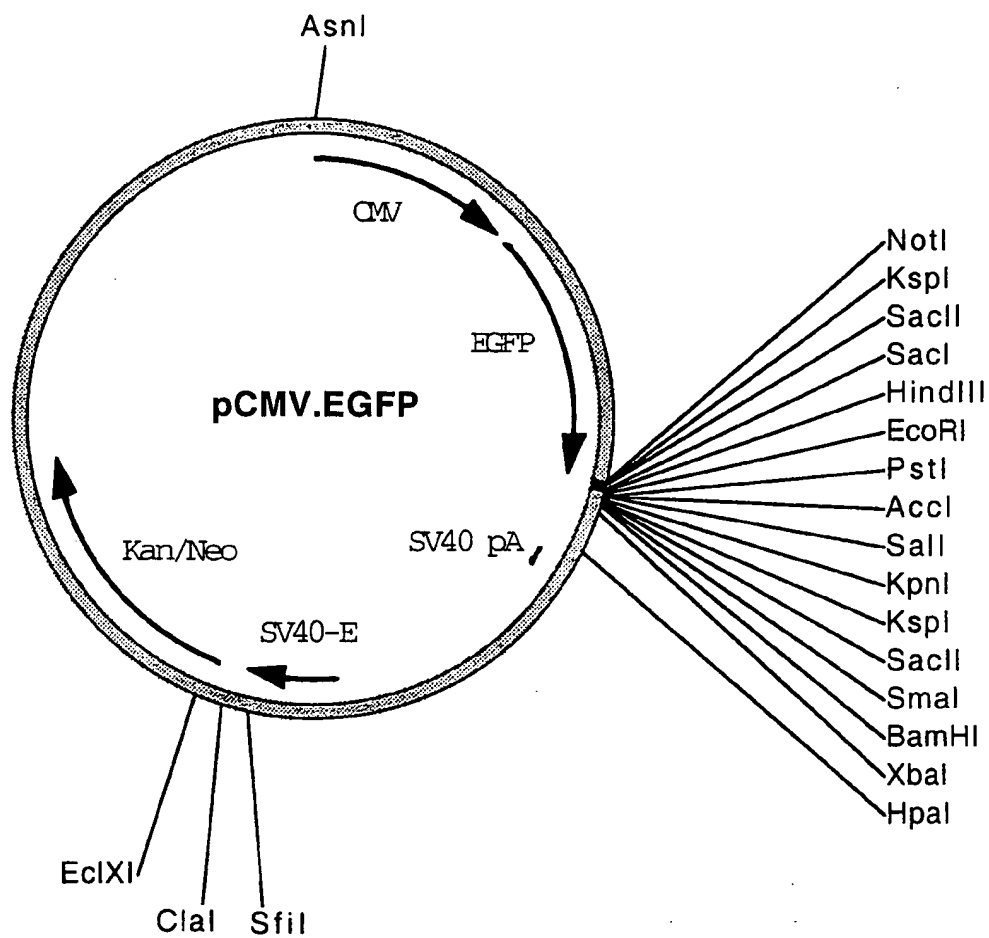 AsnI
CMV
NotI
KspI
SacII
SacI
EGFP
HindIII
pCMV.EGFP
EcoRI
PstI
AccI
SV40 pA
SalI
Kan/Neo
KpnI
KspI
SV40-E
SacII
SmaI
BamHI
XbaI
HpaI
EclXI
ClaI
SfiI